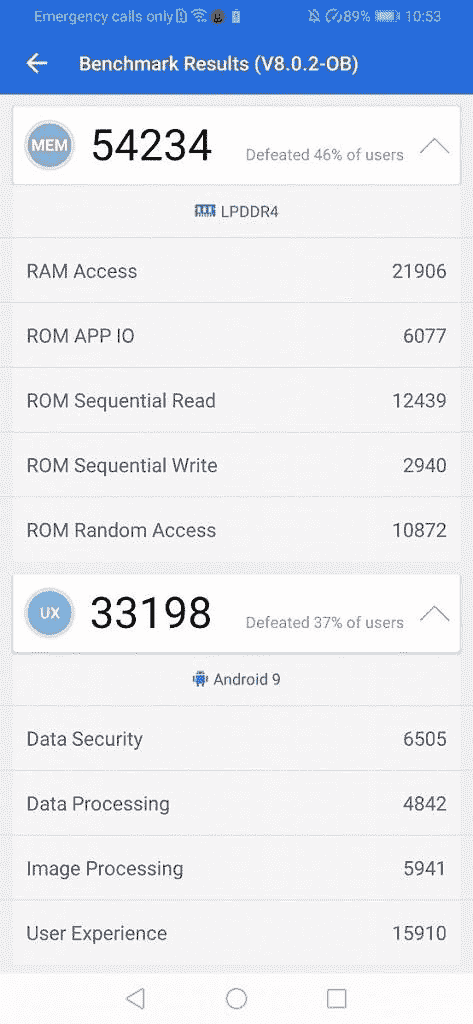 Emergency calls only 89% 10:53
Benchmark Results (V8.0.2-OB)
MEM 54234 Defeated 46% of users
LPDDR4
RAM Access 21906
ROM APP IO 6077
ROM Sequential Read 12439
ROM Sequential Write 2940
ROM Random Access 10872
UX 33198 Defeated 37% of users
Android 9
Data Security 6505
Data Processing 4842
Image Processing 5941
User Experience 15910